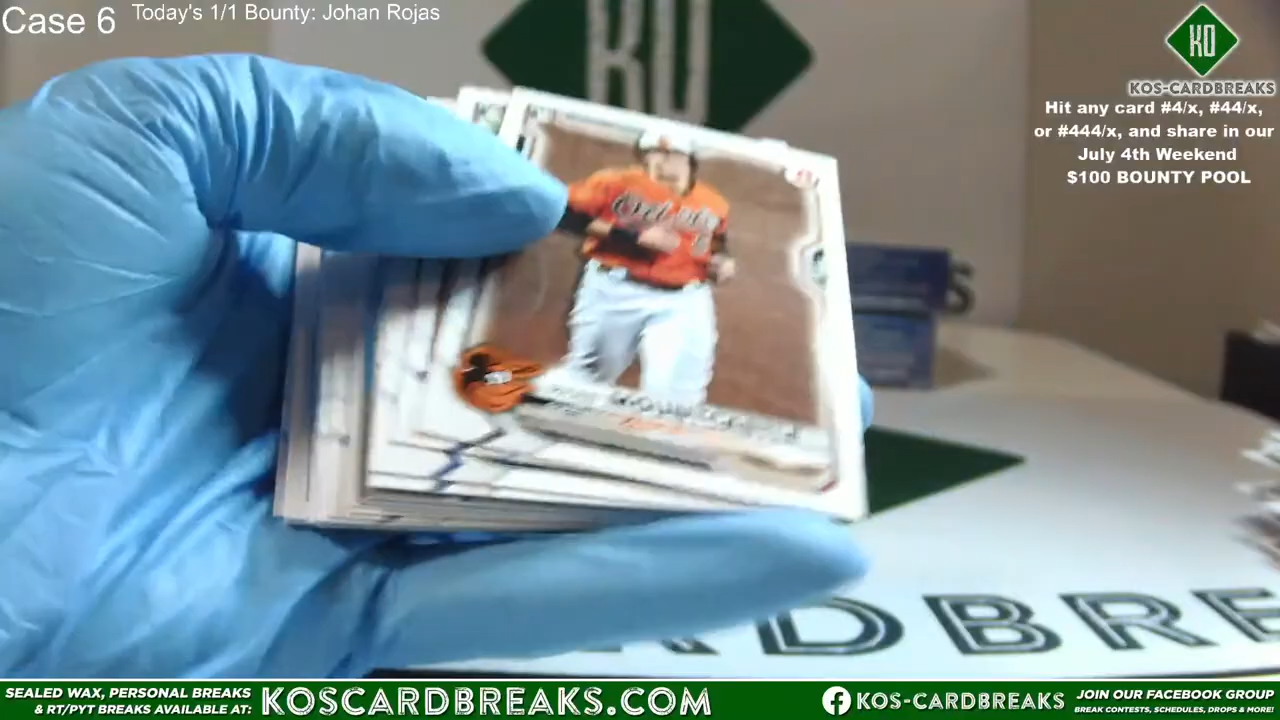 Case 6
Today's 1/1 Bounty: Johan Rojas
KO
KO
KOS-CARDBREAKS
Hit any card #4/x, #44/x,
or #444/x, and share in our
July 4th Weekend
$100 BOUNTY POOL
S
RDBRE
SEALED WAX, PERSONAL BREAKS
& RT/PYT BREAKS AVAILABLE AT:
KOSCARDBREAKS.COM
KOS-CARDBREAKS
JOIN OUR FACEBOOK GROUP
BREAK CONTESTS, SCHEDULES, DROPS & MORE!